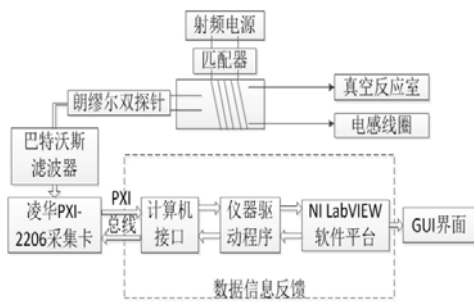 射频电源
匹配器
真空反应室
朗缪尔双探针
电感线圈
巴特沃斯
滤波器
凌华PXI-
2206采集卡
PXI
总线
计算机
接口
仪器驱
动程序
NI LabVIEW
软件平台
GUI界面
数据信息反馈